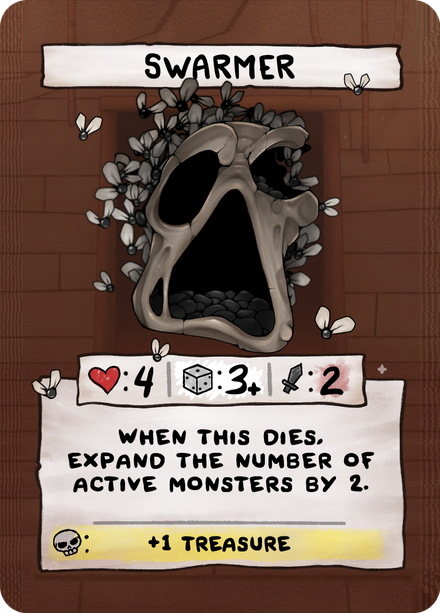 SWARMER
:4 :3+ :2
WHEN THIS DIES,
EXPAND THE NUMBER OF
ACTIVE MONSTERS BY 2.
: +1 TREASURE